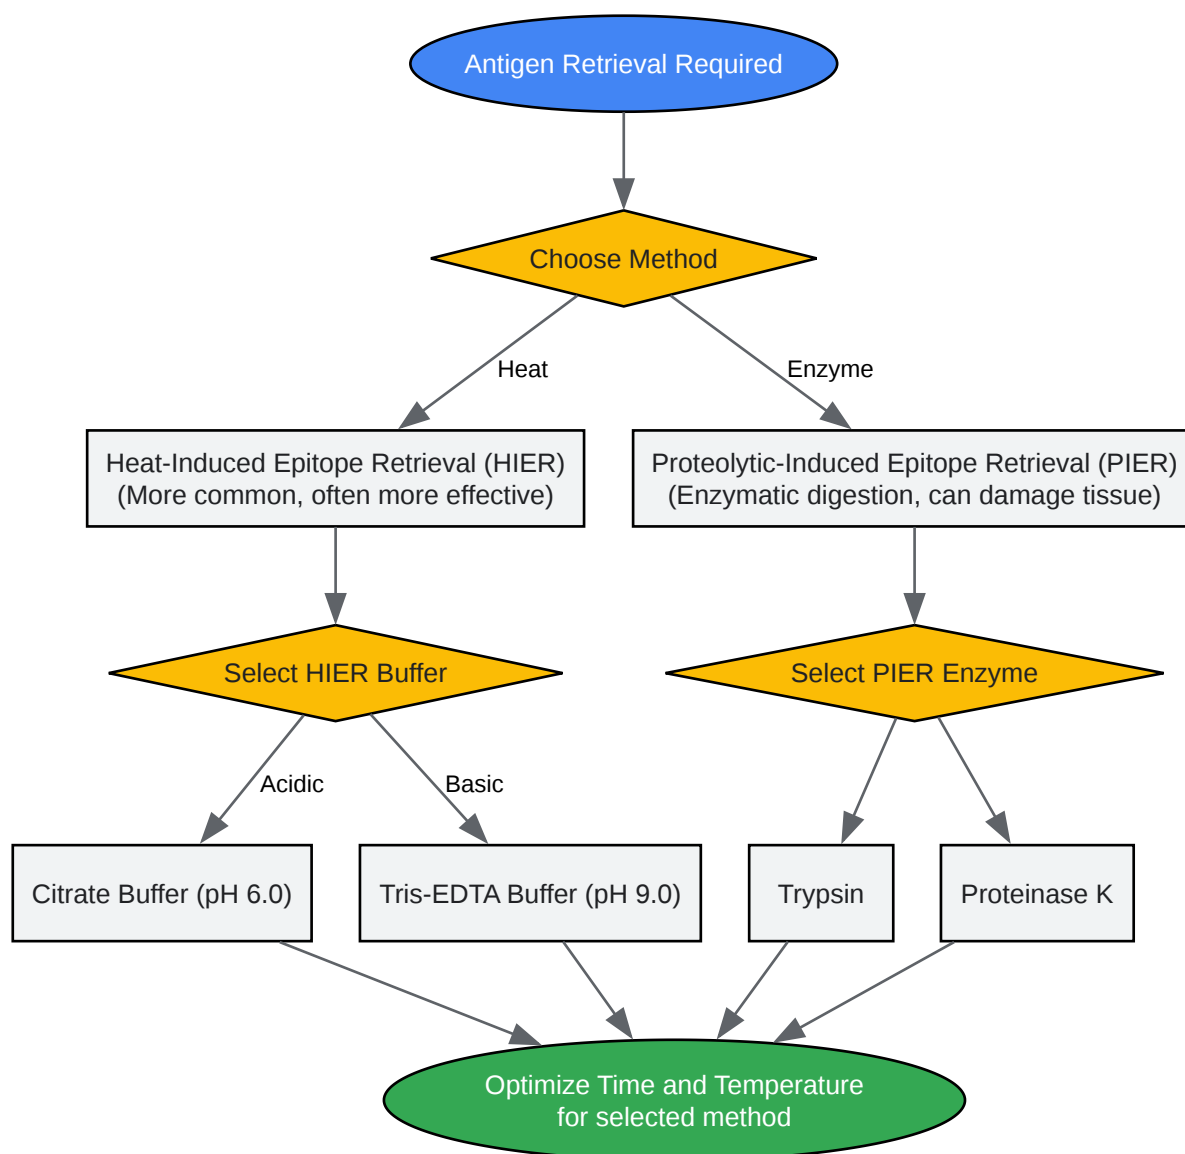 Antigen Retrieval Required
Choose Method
Heat
Enzyme
Heat-Induced Epitope Retrieval (HIER)
(More common, often more effective)
Proteolytic-Induced Epitope Retrieval (PIER)
(Enzymatic digestion, can damage tissue)
Select HIER Buffer
Select PIER Enzyme
Acidic
Basic
Citrate Buffer (pH 6.0)
Tris-EDTA Buffer (pH 9.0)
Trypsin
Proteinase K
Optimize Time and Temperature
for selected method